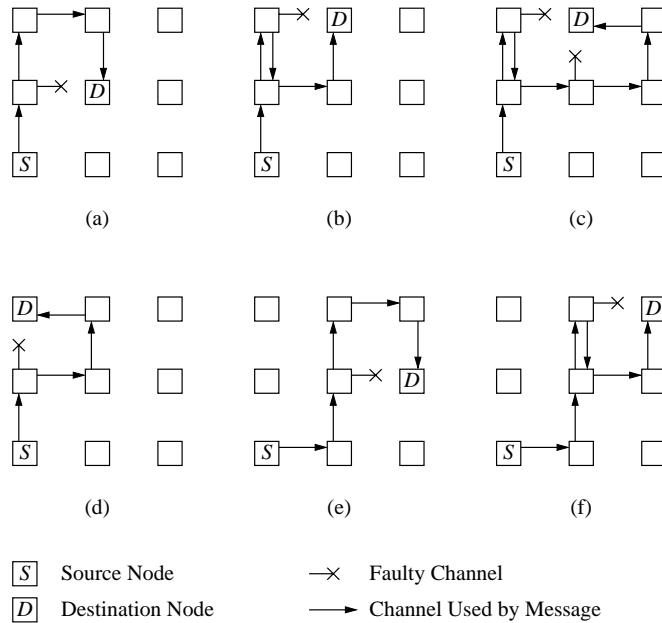 D
D
D
S
S
S
(a)
(b)
(c)
D
D
D
S
S
S
(d)
(e)
(f)
S Source Node
Faulty Channel
D Destination Node
Channel Used by Message